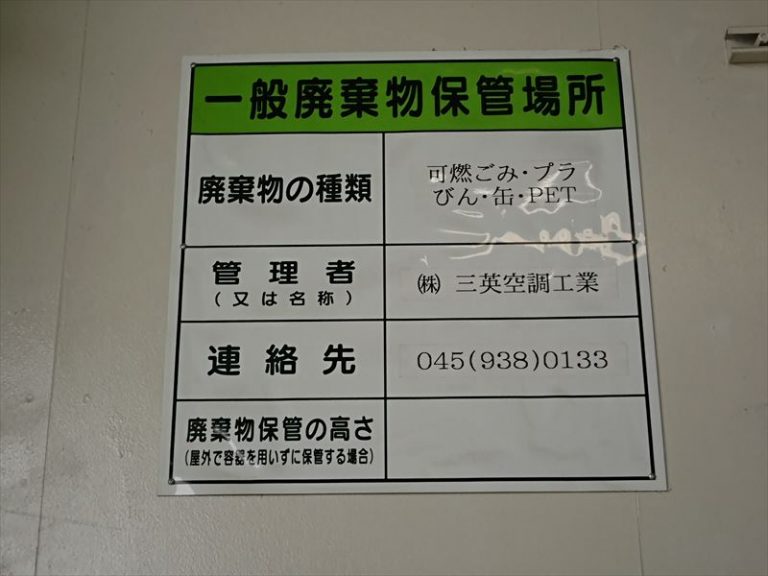 一般廃棄物保管場所
廃棄物の種類
可燃ごみ・プラ
びん・缶・PET
管理者
(又は名称)
㈱ 三英空調工業
連絡先
045(938)0133
廃棄物保管の高さ
(屋外で容器を用いずに保管する場合)